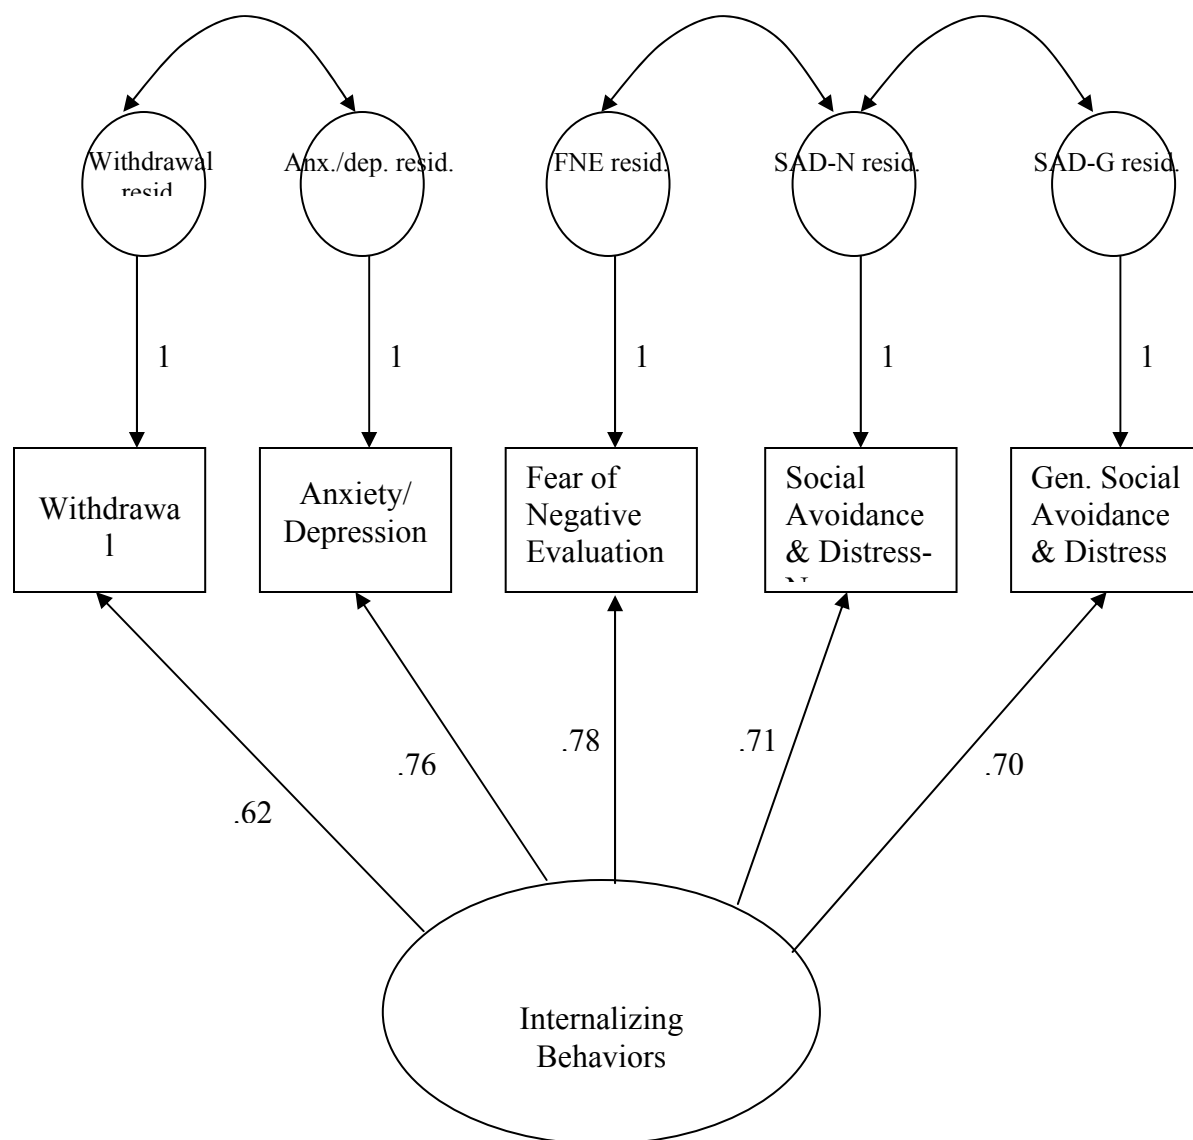 Withdrawal
resid
Anx./dep. resid.
FNE resid.
SAD-N resid.
SAD-G resid.
1
1
1
1
1
Withdrawa
l
Anxiety/
Depression
Fear of
Negative
Evaluation
Social
Avoidance
& Distress-
N
Gen. Social
Avoidance
& Distress
.62
.76
.78
.71
.70
Internalizing
Behaviors